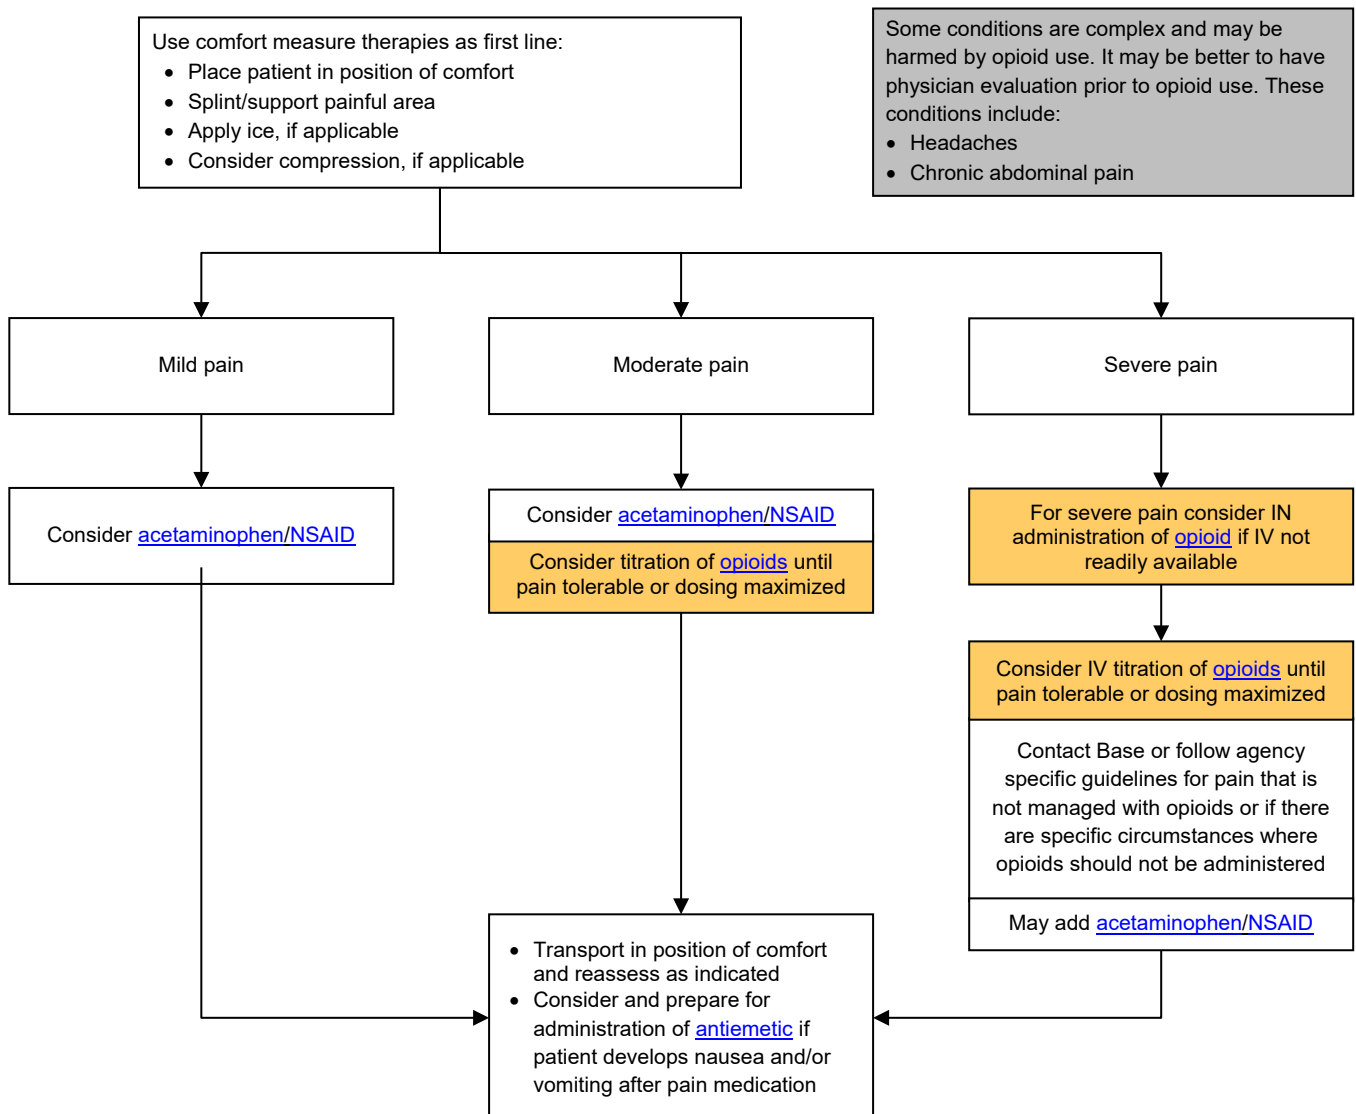 Use comfort measure therapies as first line:
• Place patient in position of comfort
• Splint/support painful area
• Apply ice, if applicable
• Consider compression, if applicable
Some conditions are complex and may be
harmed by opioid use. It may be better to have
physician evaluation prior to opioid use. These
conditions include:
• Headaches
• Chronic abdominal pain
Mild pain
Moderate pain
Severe pain
Consider acetaminophen/NSAID
Consider acetaminophen/NSAID
Consider titration of opioids until
pain tolerable or dosing maximized
For severe pain consider IN
administration of opioid if IV not
readily available
Consider IV titration of opioids until
pain tolerable or dosing maximized
Contact Base or follow agency
specific guidelines for pain that is
not managed with opioids or if there
are specific circumstances where
opioids should not be administered
May add acetaminophen/NSAID
• Transport in position of comfort
and reassess as indicated
• Consider and prepare for
administration of antiemetic if
patient develops nausea and/or
vomiting after pain medication